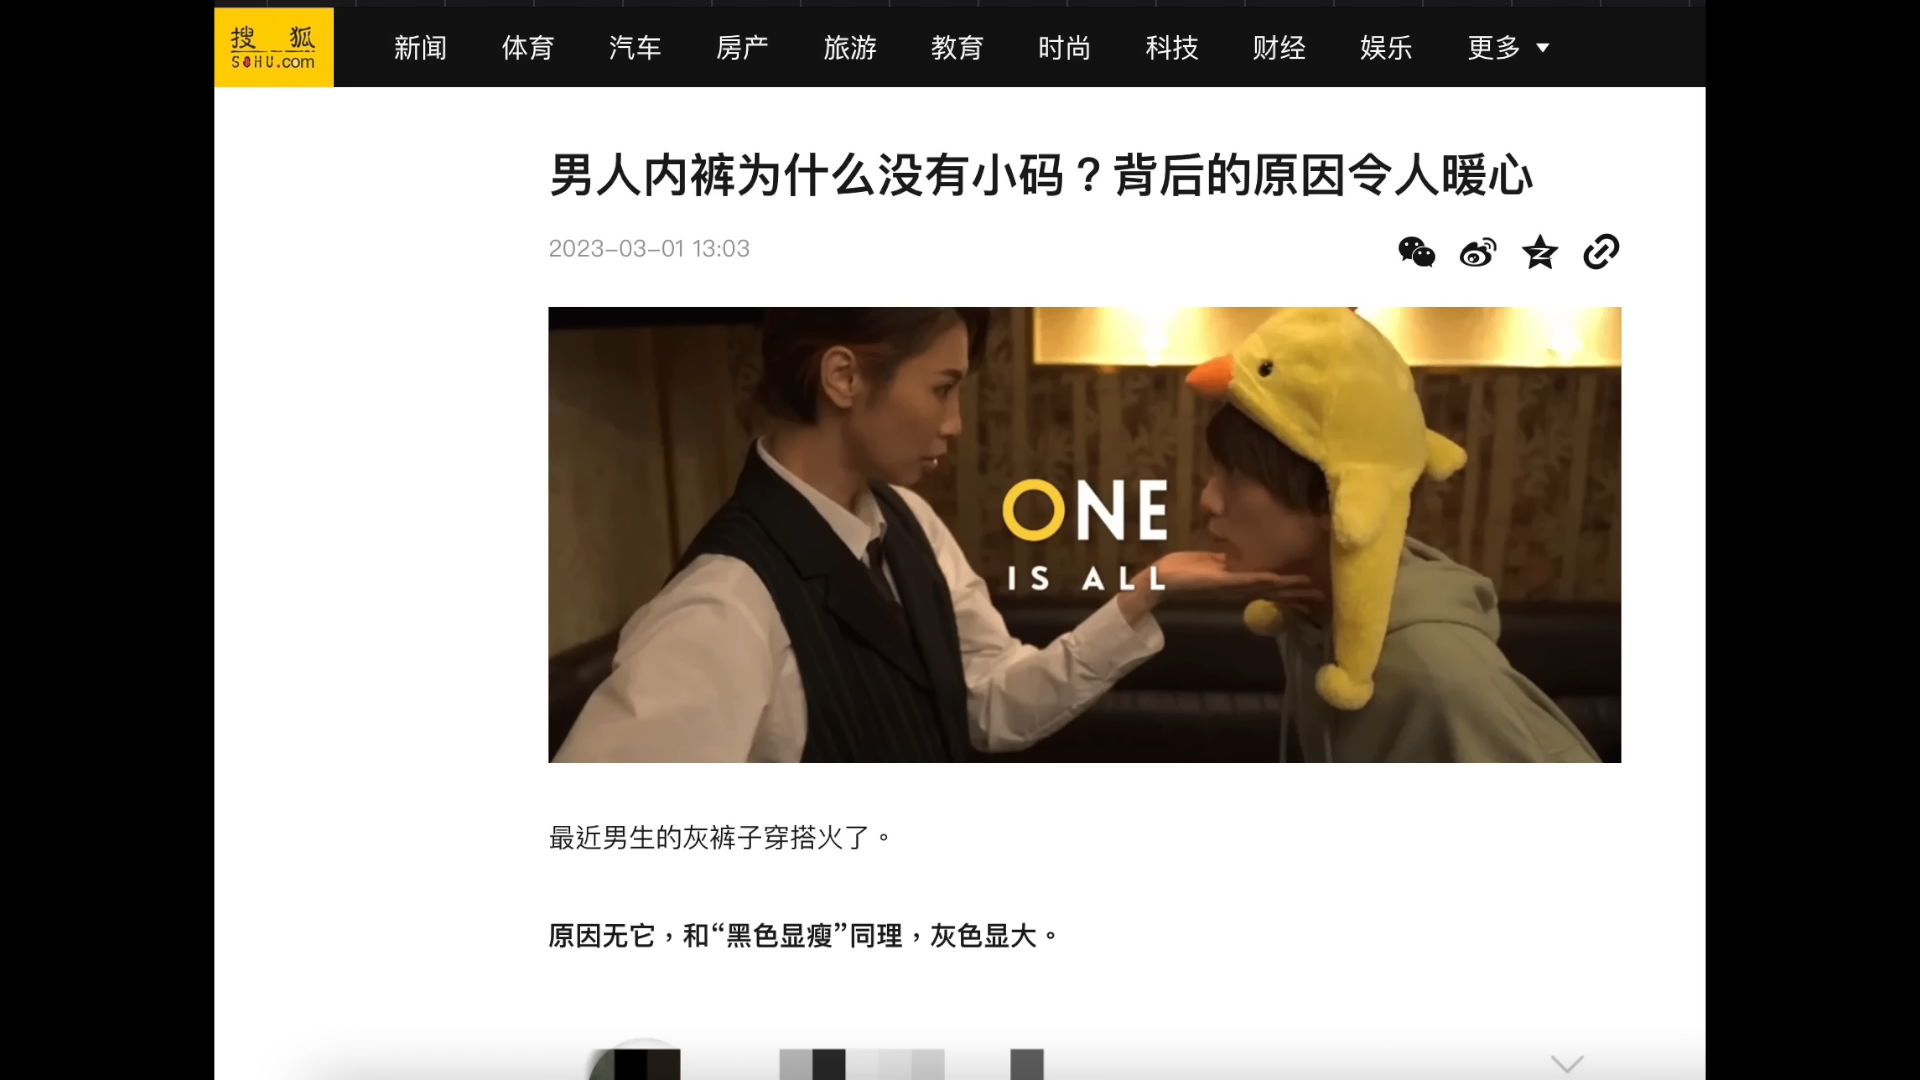 搜 狐
SOHU.com
新闻 体育 汽车 房产 旅游 教育 时尚 科技 财经 娱乐 更多
男人内裤为什么没有小码？背后的原因令人暖心
2023-03-01 13:03
ONE
IS ALL
最近男生的灰裤子穿搭火了。
原因无它，和“黑色显瘦”同理，灰色显大。